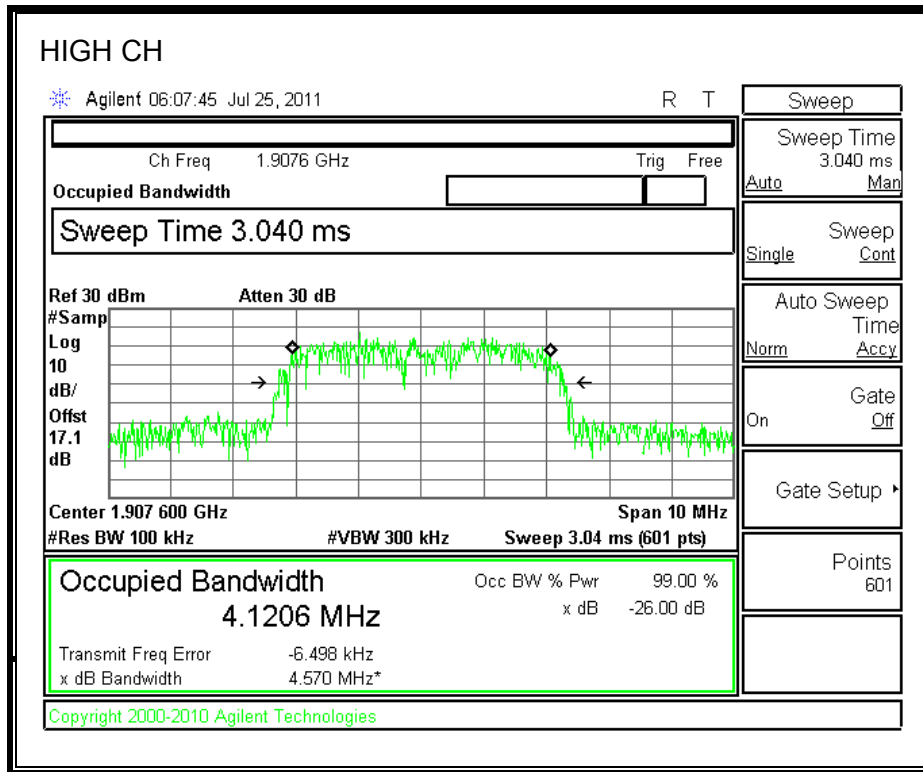 HIGH CH
Agilent 06:07:45 Jul 25, 2011 R T
Ch Freq 1.9076 GHz Trig Free
Occupied Bandwidth
Sweep Time 3.040 ms
Ref 30 dBm Atten 30 dB
#Samp
Log
10
dB/
Offst
17.1
dB
Center 1.907 600 GHz Span 10 MHz
#Res BW 100 kHz #VBW 300 kHz Sweep 3.04 ms (601 pts)
Occupied Bandwidth Occ BW % Pwr 99.00 %
4.1206 MHz x dB -26.00 dB
Transmit Freq Error -6.498 kHz
x dB Bandwidth 4.570 MHz*
Copyright 2000-2010 Agilent Technologies
Sweep
Sweep Time
3.040 ms
Auto Man
Sweep
Single Cont
Auto Sweep
Time
Norm Accy
Gate
On Off
Gate Setup
Points
601